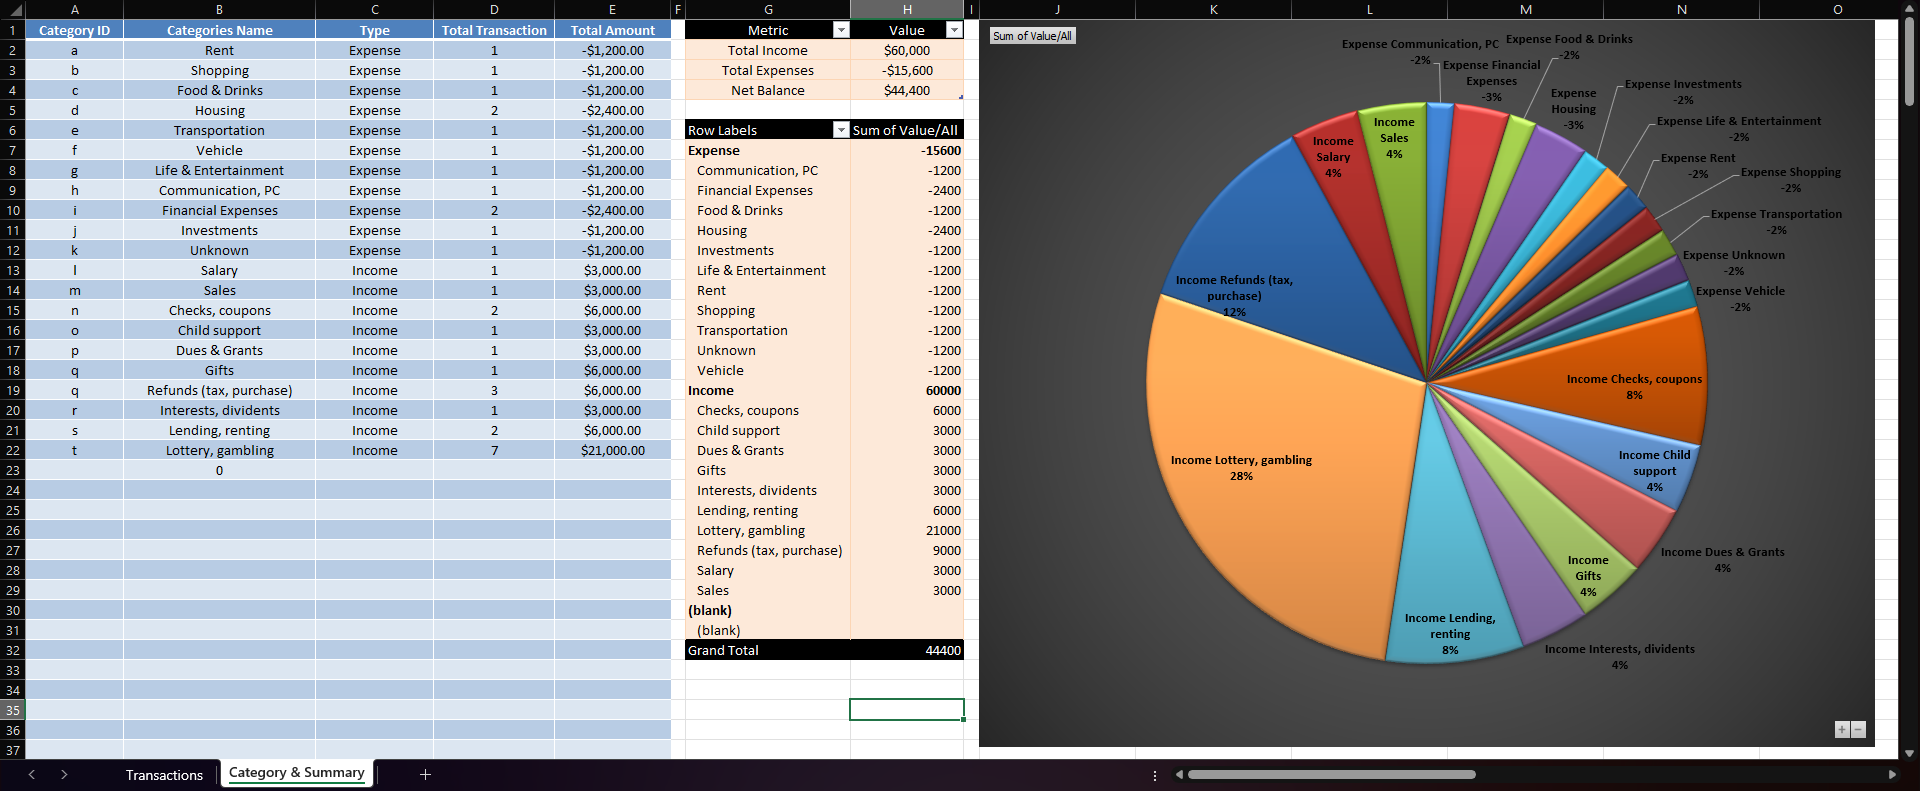 A B C D E F G H I J K L M N O
1 Category ID Categories Name Type Total Transaction Total Amount Metric Value
2 a Rent Expense 1 -$1,200.00 Total Income $60,000
3 b Shopping Expense 1 -$1,200.00 Total Expenses -$15,600
4 c Food & Drinks Expense 1 -$1,200.00 Net Balance $44,400
5 d Housing Expense 2 -$2,400.00
6 e Transportation Expense 1 -$1,200.00 Row Labels Sum of Value/All
7 f Vehicle Expense 1 -$1,200.00 Expense -15600
8 g Life & Entertainment Expense 1 -$1,200.00 Communication, PC -1200
9 h Communication, PC Expense 1 -$1,200.00 Financial Expenses -2400
10 i Financial Expenses Expense 2 -$2,400.00 Food & Drinks -1200
11 j Investments Expense 1 -$1,200.00 Housing -2400
12 k Unknown Expense 1 -$1,200.00 Investments -1200
13 l Salary Income 1 $3,000.00 Life & Entertainment -1200
14 m Sales Income 1 $3,000.00 Rent -1200
15 n Checks, coupons Income 2 $6,000.00 Shopping -1200
16 o Child support Income 1 $3,000.00 Transportation -1200
17 p Dues & Grants Income 1 $3,000.00 Unknown -1200
18 q Gifts Income 1 $6,000.00 Vehicle -1200
19 q Refunds (tax, purchase) Income 3 $6,000.00 Income 60000
20 r Interests, dividends Income 1 $3,000.00 Checks, coupons 6000
21 s Lending, renting Income 2 $6,000.00 Child support 3000
22 t Lottery, gambling Income 7 $21,000.00 Dues & Grants 3000
23 0 Gifts 3000
24 Interests, dividends 3000
25 Lending, renting 6000
26 Lottery, gambling 21000
27 Refunds (tax, purchase) 9000
28 Salary 3000
29 Sales 3000
30 (blank)
31 (blank)
32 Grand Total 44400
33
34
35
36
37
Sum of Value/All
Expense Communication, PC
-2%
Expense Financial
Expenses
-3%
Expense Food & Drinks
-2%
Expense
Housing
-3%
Expense Investments
-2%
Expense Life & Entertainment
-2%
Expense Rent
-2%
Expense Shopping
-2%
Expense Transportation
-2%
Expense Unknown
-2%
Expense Vehicle
-2%
Income Checks, coupons
8%
Income Child
support
4%
Income Dues & Grants
4%
Income
Gifts
4%
Income Interests, dividends
4%
Income Lending,
renting
8%
Income Lottery, gambling
28%
Income Refunds (tax,
purchase)
12%
Income
Salary
4%
Income
Sales
4%
Transactions Category & Summary